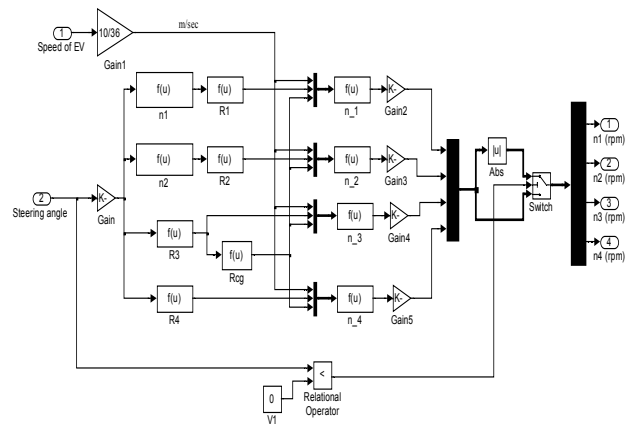 1
Speed of EV
10/36
Gain1
m/sec
f(u)
n1
f(u)
R1
f(u)
n_1
K-
Gain2
f(u)
n2
f(u)
R2
f(u)
n_2
K-
Gain3
|u|
Abs
Switch
1
n1 (rpm)
2
n2 (rpm)
3
n3 (rpm)
4
n4 (rpm)
2
Steering angle
K-
Gain
f(u)
R3
f(u)
Rcg
f(u)
n_3
K-
Gain4
f(u)
R4
f(u)
n_4
K-
Gain5
<
Relational
Operator
0
V1